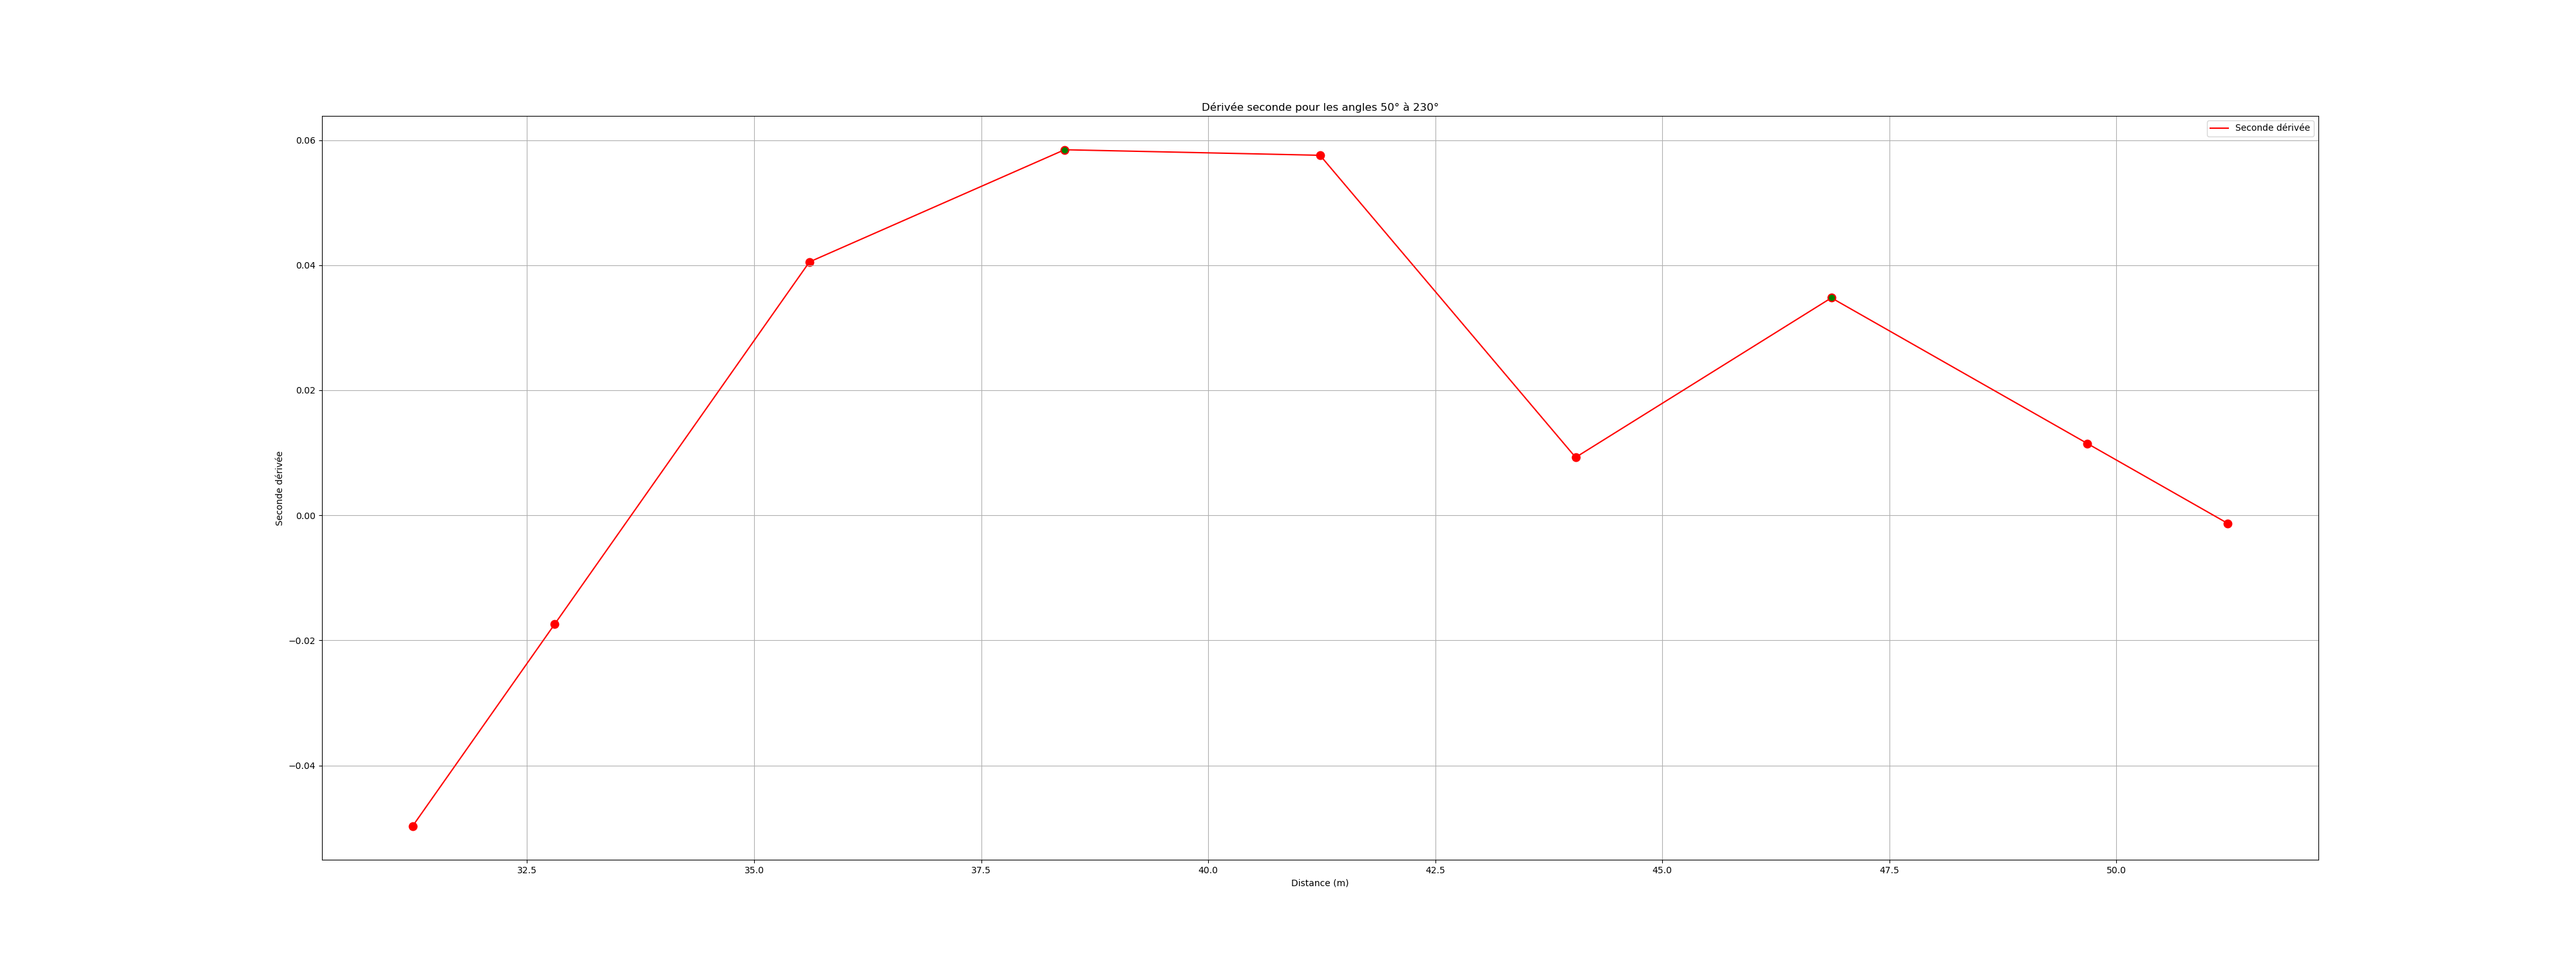 Dérivée seconde pour les angles 50° à 230°
Seconde dérivée
0.06
0.04
0.02
0.00
−0.02
−0.04
Seconde dérivée
32.5 35.0 37.5 40.0 42.5 45.0 47.5 50.0
Distance (m)